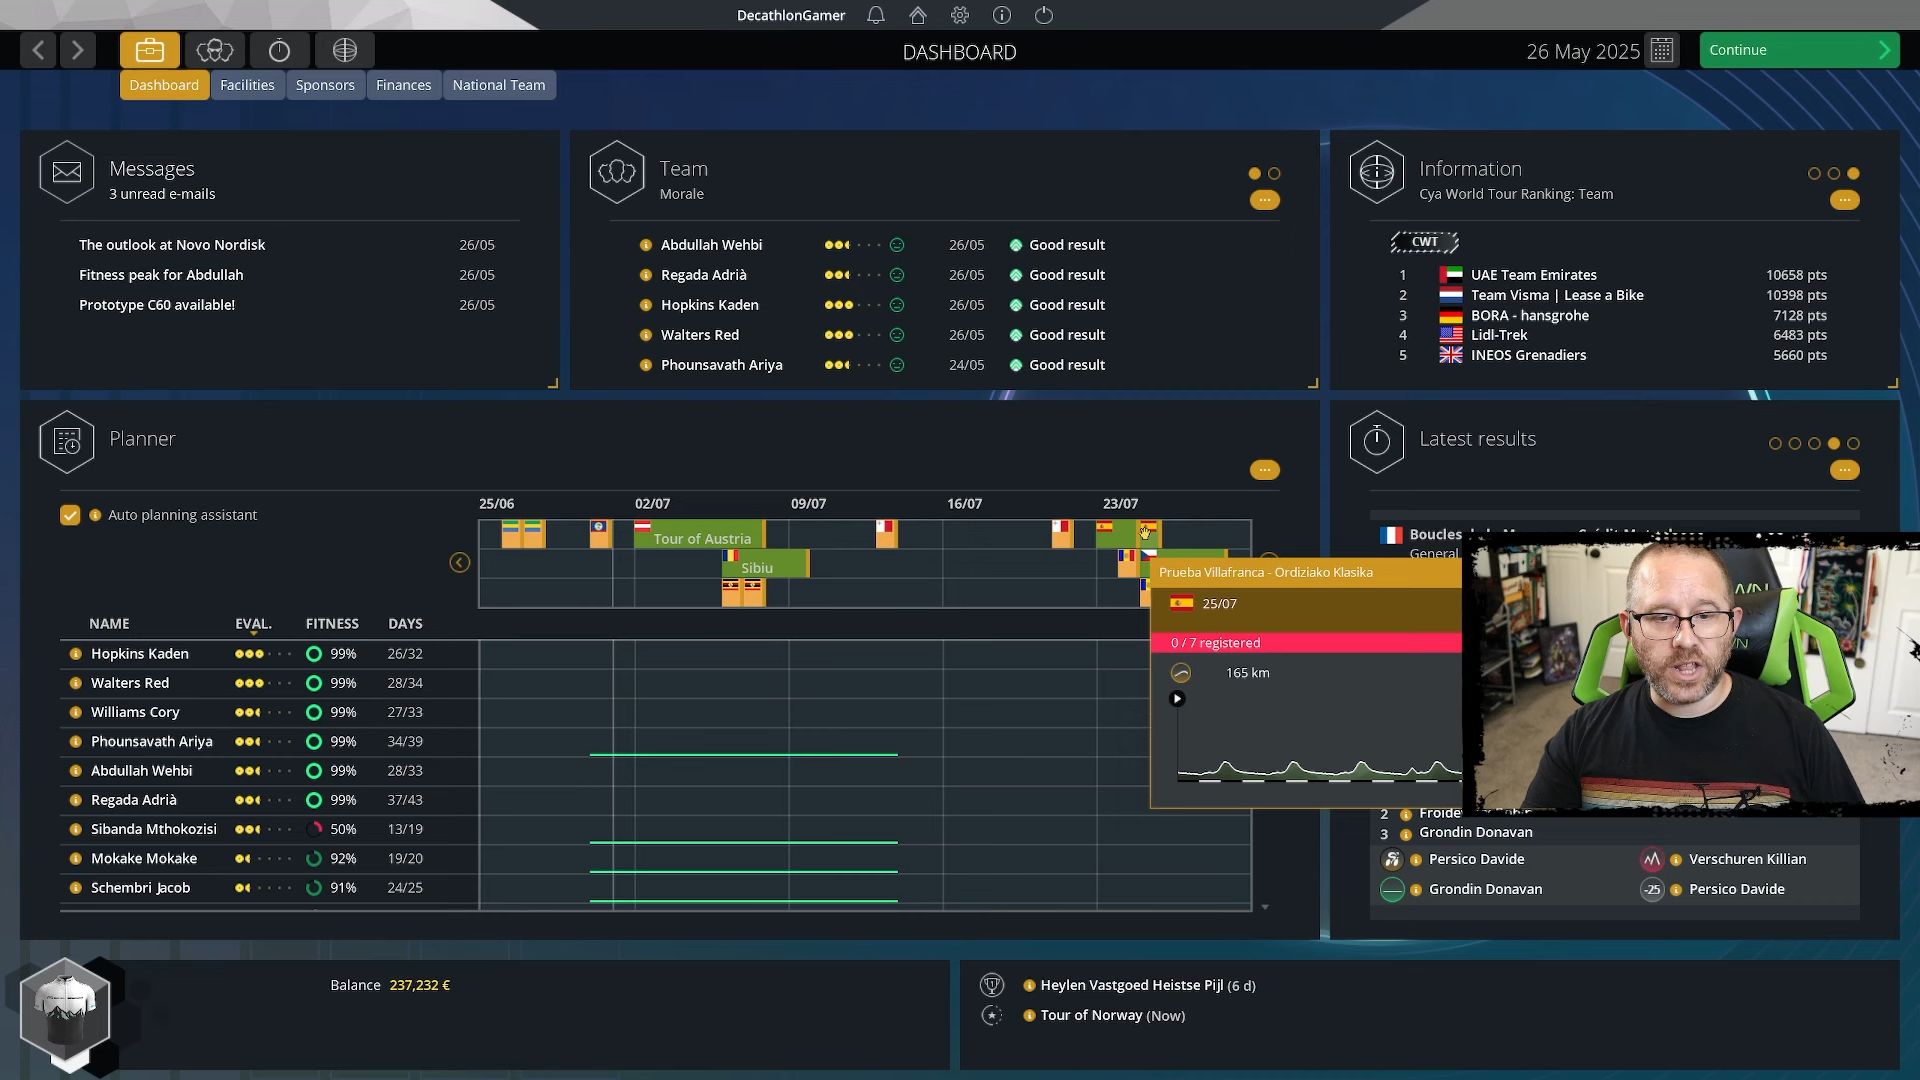 DecathlonGamer
DASHBOARD
26 May 2025
Continue
Dashboard
Facilities
Sponsors
Finances
National Team
Messages
3 unread e-mails
The outlook at Novo Nordisk 26/05
Fitness peak for Abdullah 26/05
Prototype C60 available! 26/05
Team
Morale
Abdullah Wehbi 26/05 Good result
Regada Adrià 26/05 Good result
Hopkins Kaden 26/05 Good result
Walters Red 26/05 Good result
Phounsavath Ariya 24/05 Good result
Information
Cya World Tour Ranking: Team
CWT
1 UAE Team Emirates 10658 pts
2 Team Visma | Lease a Bike 10398 pts
3 BORA - hansgrohe 7128 pts
4 Lidl-Trek 6483 pts
5 INEOS Grenadiers 5660 pts
Planner
Auto planning assistant
25/06 02/07 09/07 16/07 23/07
Tour of Austria
Sibiu
Prueba Villafranca - Ordiziako Klasika
25/07
0 / 7 registered
165 km
NAME EVAL. FITNESS DAYS
Hopkins Kaden 99% 26/32
Walters Red 99% 28/34
Williams Cory 99% 27/33
Phounsavath Ariya 99% 34/39
Abdullah Wehbi 99% 28/33
Regada Adrià 99% 37/43
Sibanda Mthokozisi 50% 13/19
Mokake Mokake 92% 19/20
Schembri Jacob 91% 24/25
Latest results
Boucles
General
2
3 Grondin Donavan
Persico Davide
Verschuren Killian
Grondin Donavan
-25 Persico Davide
Balance 237,232 €
Heylen Vastgoed Heistse Pijl (6 d)
Tour of Norway (Now)